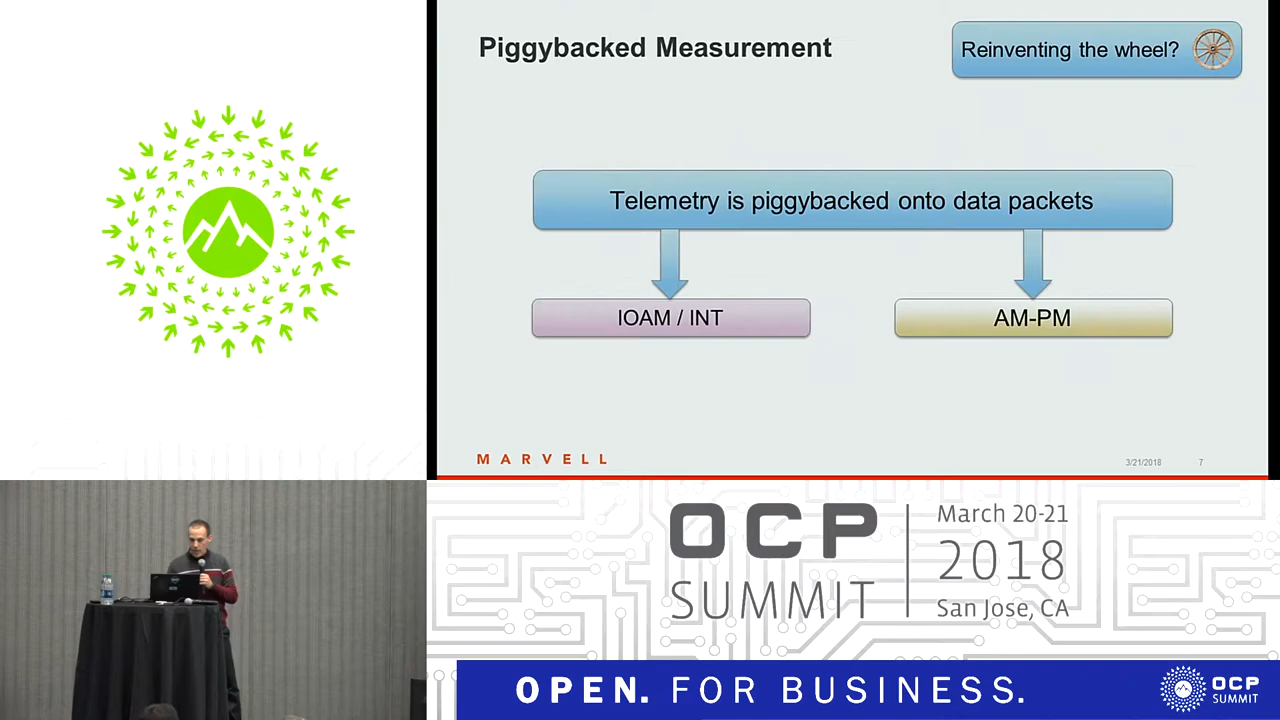 Piggybacked Measurement
Reinventing the wheel?
Telemetry is piggybacked onto data packets
IOAM / INT
AM-PM
MARVELL
3/21/2018
7
OCP
SUMMIT
March 20-21
2018
San Jose, CA
OPEN. FOR BUSINESS.
OCP
SUMMIT